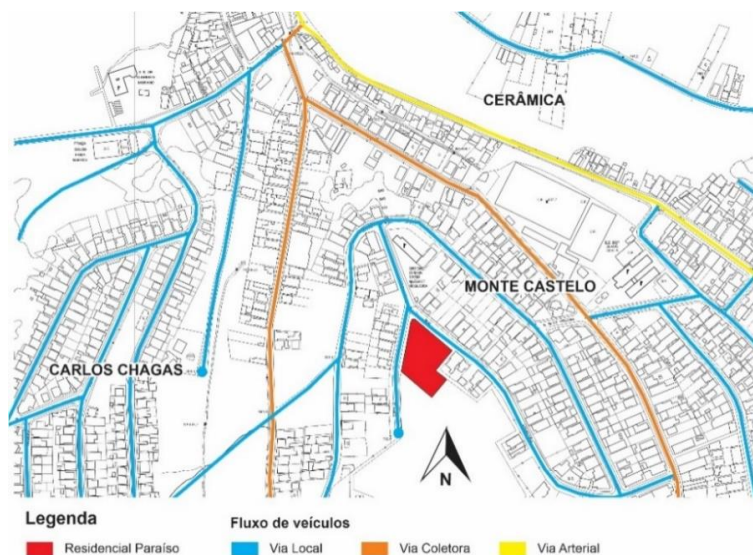 CERÂMICA
MONTE CASTELO
CARLOS CHAGAS
N
Legenda
Fluxo de veículos
Residencial Paraíso
Via Local
Via Coletora
Via Arterial